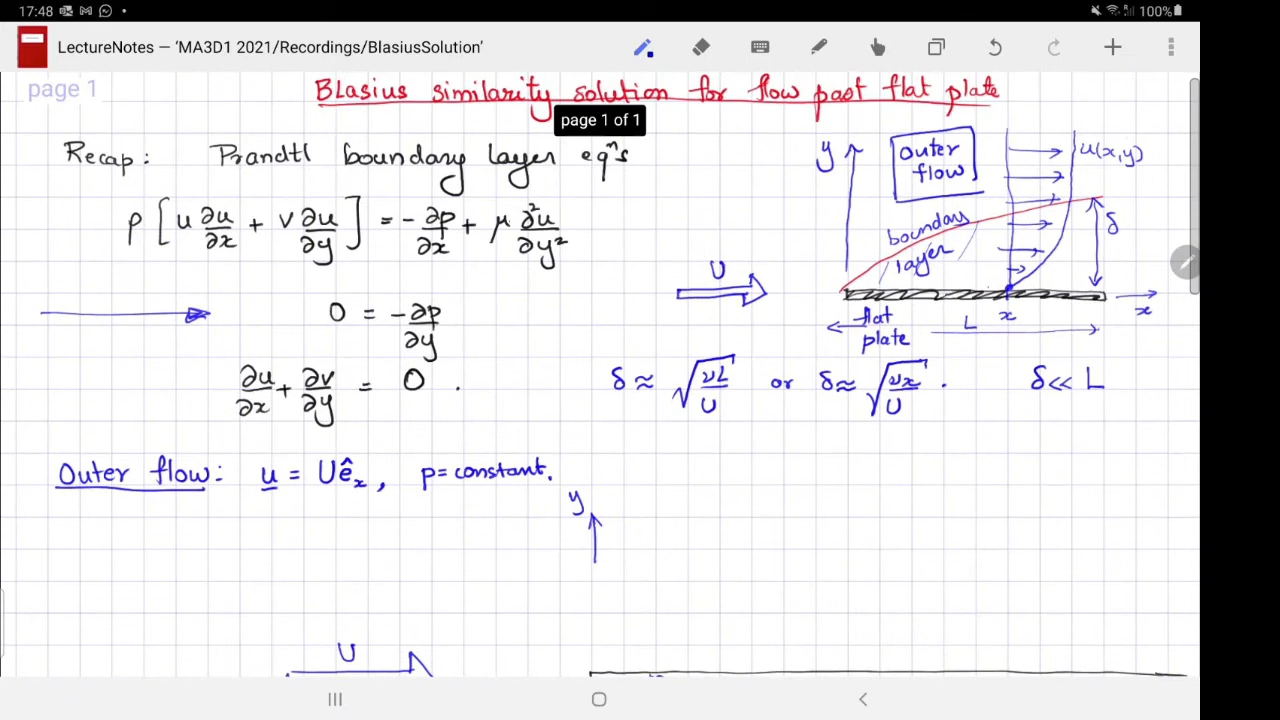 17:48
100%
LectureNotes — ‘MA3D1 2021/Recordings/BlasiusSolution’
page 1
Blasius similarity solution for flow past flat plate
page 1 of 1
Recap: Prandtl boundary layer eqⁿs
ρ [u ∂u/∂x + v ∂u/∂y] = - ∂p/∂x + μ ∂²u/∂y²
0 = - ∂p/∂y
∂u/∂x + ∂v/∂y = 0 .
y
outer flow
u(x,y)
boundary layer
δ
U
x
x
flat plate
L
δ ≈ √(νL/U) or δ ≈ √(νx/U) . δ << L
Outer flow: u = U ê_x , p = constant.
y
U